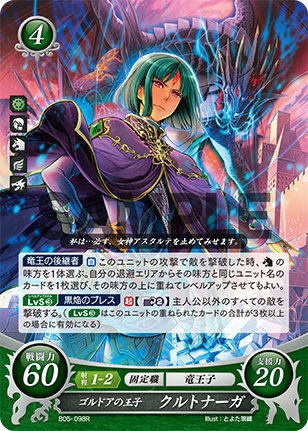 4
私は…必ず、女神アスタルテを止めてみせます。
竜王の後継者 自 このユニットの攻撃で敵を撃破した時、の
味方を1体選ぶ。自分の退避エリアからその味方と同じユニット名の
カードを1枚選び、その味方の上に重ねてレベルアップさせてもよい。
LvS3 黒焔のブレス 起 1 主人公以外のすべての敵を
撃破する。(LvS3はこのユニットの重ねられたカードの合計が3枚以上
の場合に有効になる)
戦闘力
60
射程 1-2 固定職 竜王子
支援力
20
ゴルドアの王子 クルトナーガ
B05-098R Illust:とよた瑣織